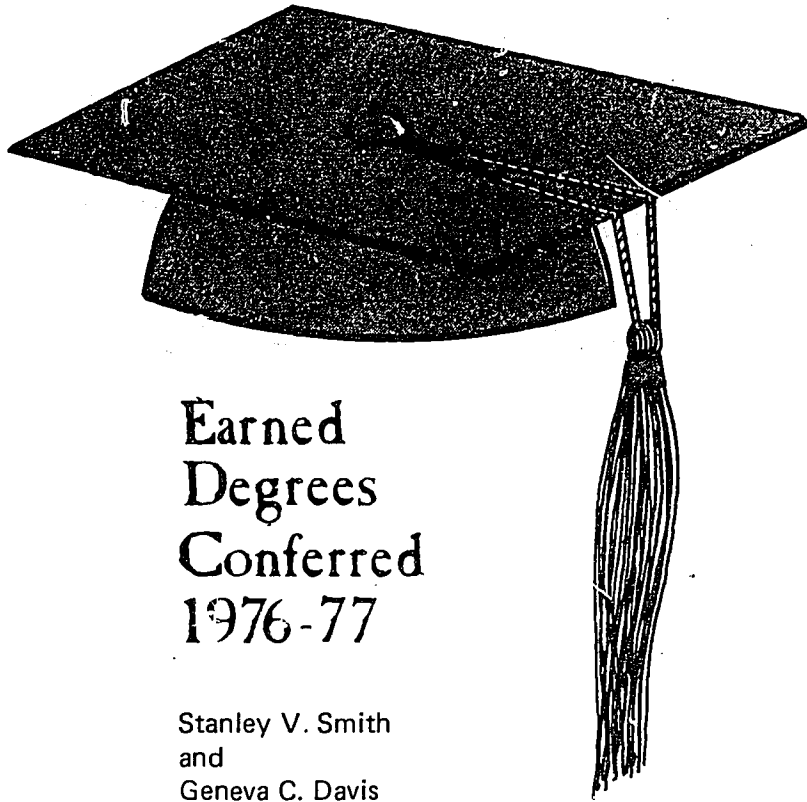 Earned
Degrees
Conferred
1976-77
Stanley V. Smith
and
Geneva C. Davis